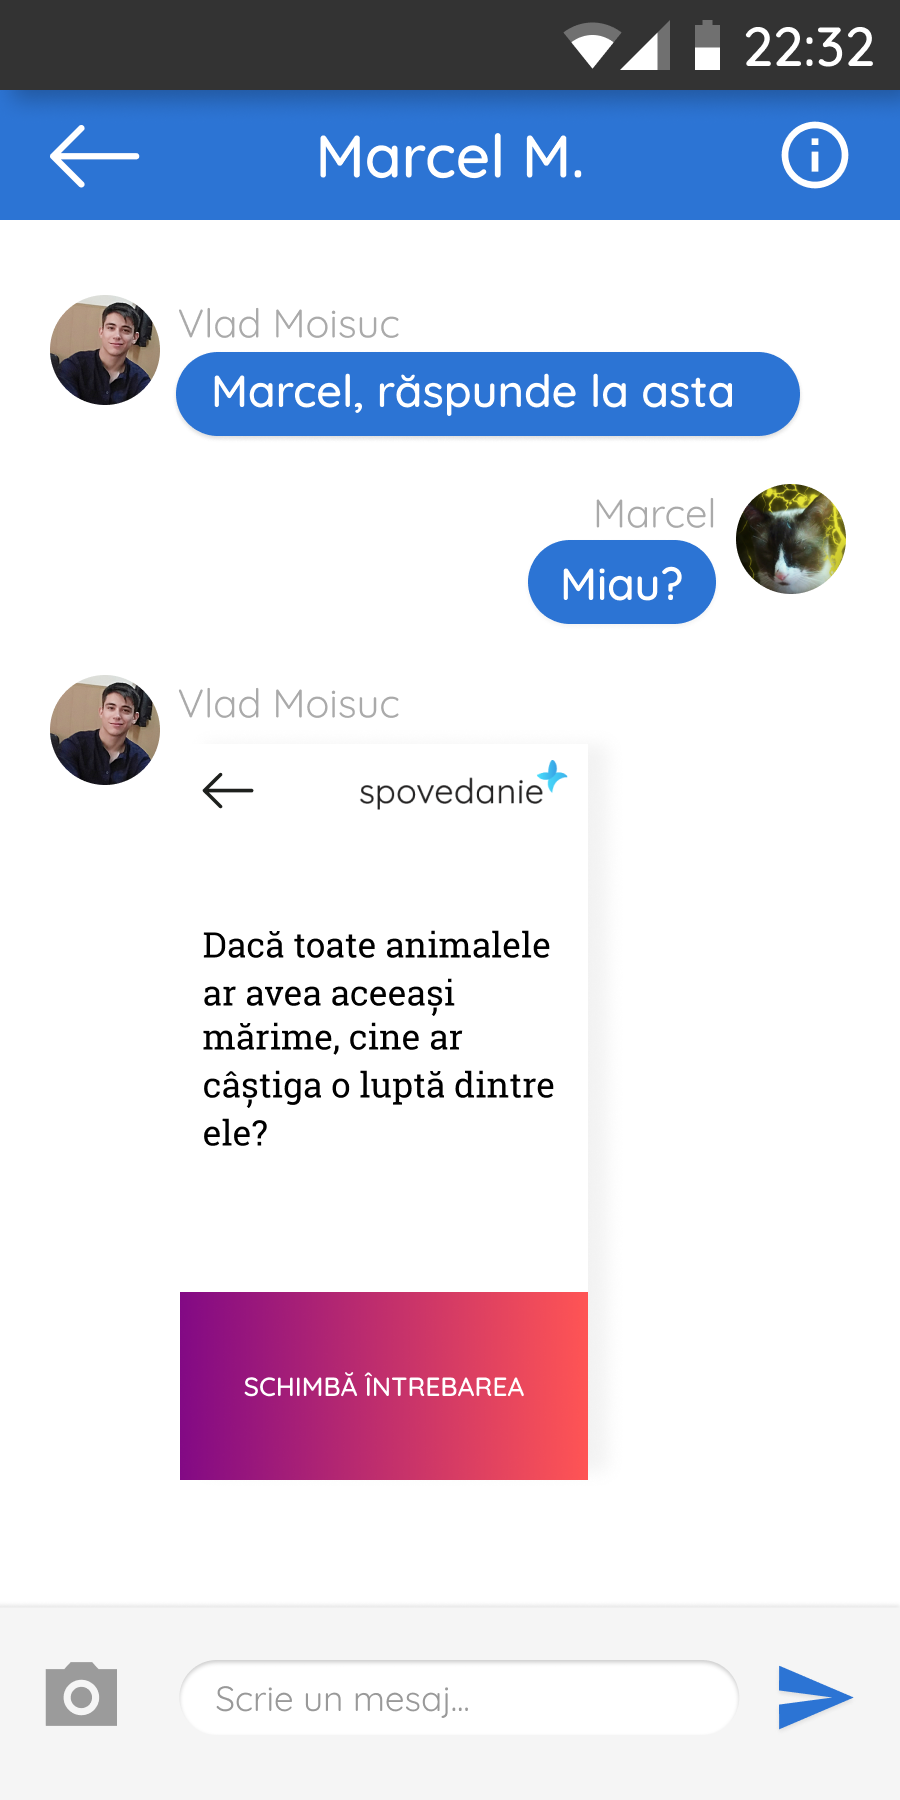 22:32
Marcel M.
Vlad Moisuc
Marcel, răspunde la asta
Marcel
Miau?
Vlad Moisuc
spovedanie
Dacă toate animalele
ar avea aceeași
mărime, cine ar
câștiga o luptă dintre
ele?
SCHIMBĂ ÎNTREBAREA
Scrie un mesaj...